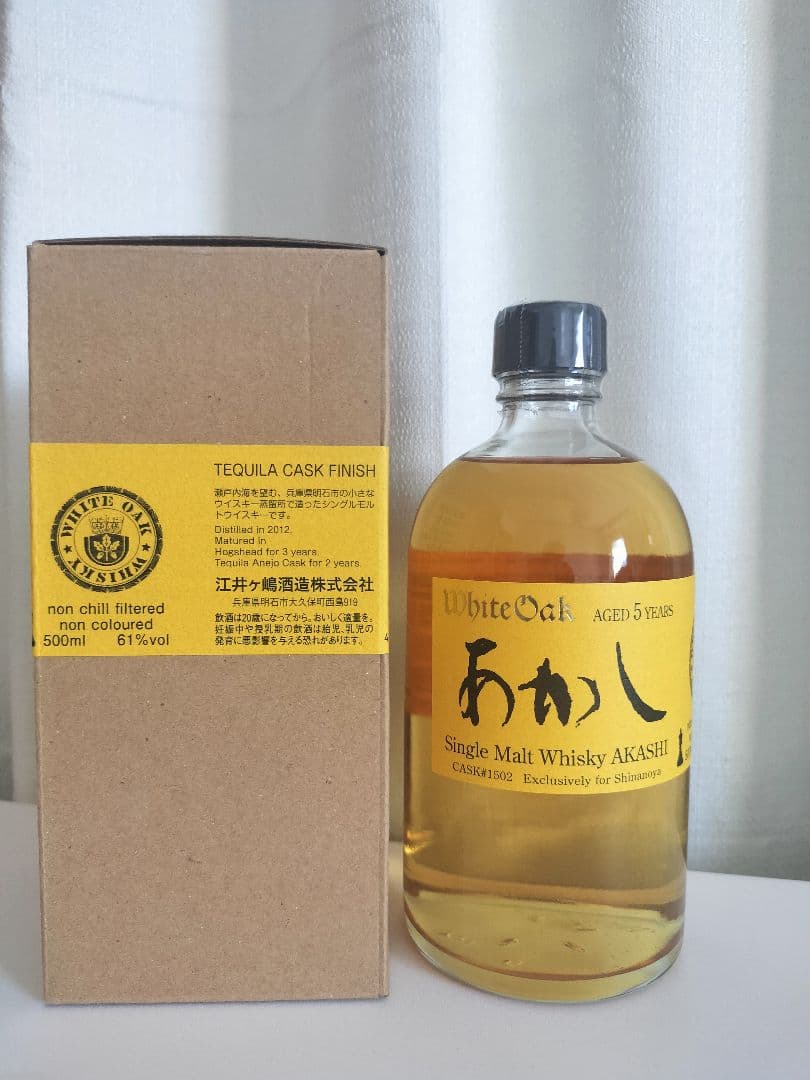 TEQUILA CASK FINISH
瀬戸内海を望む、兵庫県明石市の小さな
ウイスキー蒸留所で造ったシングルモル
トウイスキーです。
Distilled in 2012.
Matured in
Hogshead for 3 years.
Tequila Anejo Cask for 2 years.
江井ヶ嶋酒造株式会社
兵庫県明石市大久保町西島919
飲酒は20歳になってから。おいしく適量を。
妊娠中や授乳期の飲酒は胎児、乳児の
発育に悪影響を与える恐れがあります。
WHITE OAK
WHISKY
non chill filtered
non coloured
500ml 61%vol
White Oak AGED 5 YEARS
あかし
Single Malt Whisky AKASHI
CASK#1502 Exclusively for Shinanoya